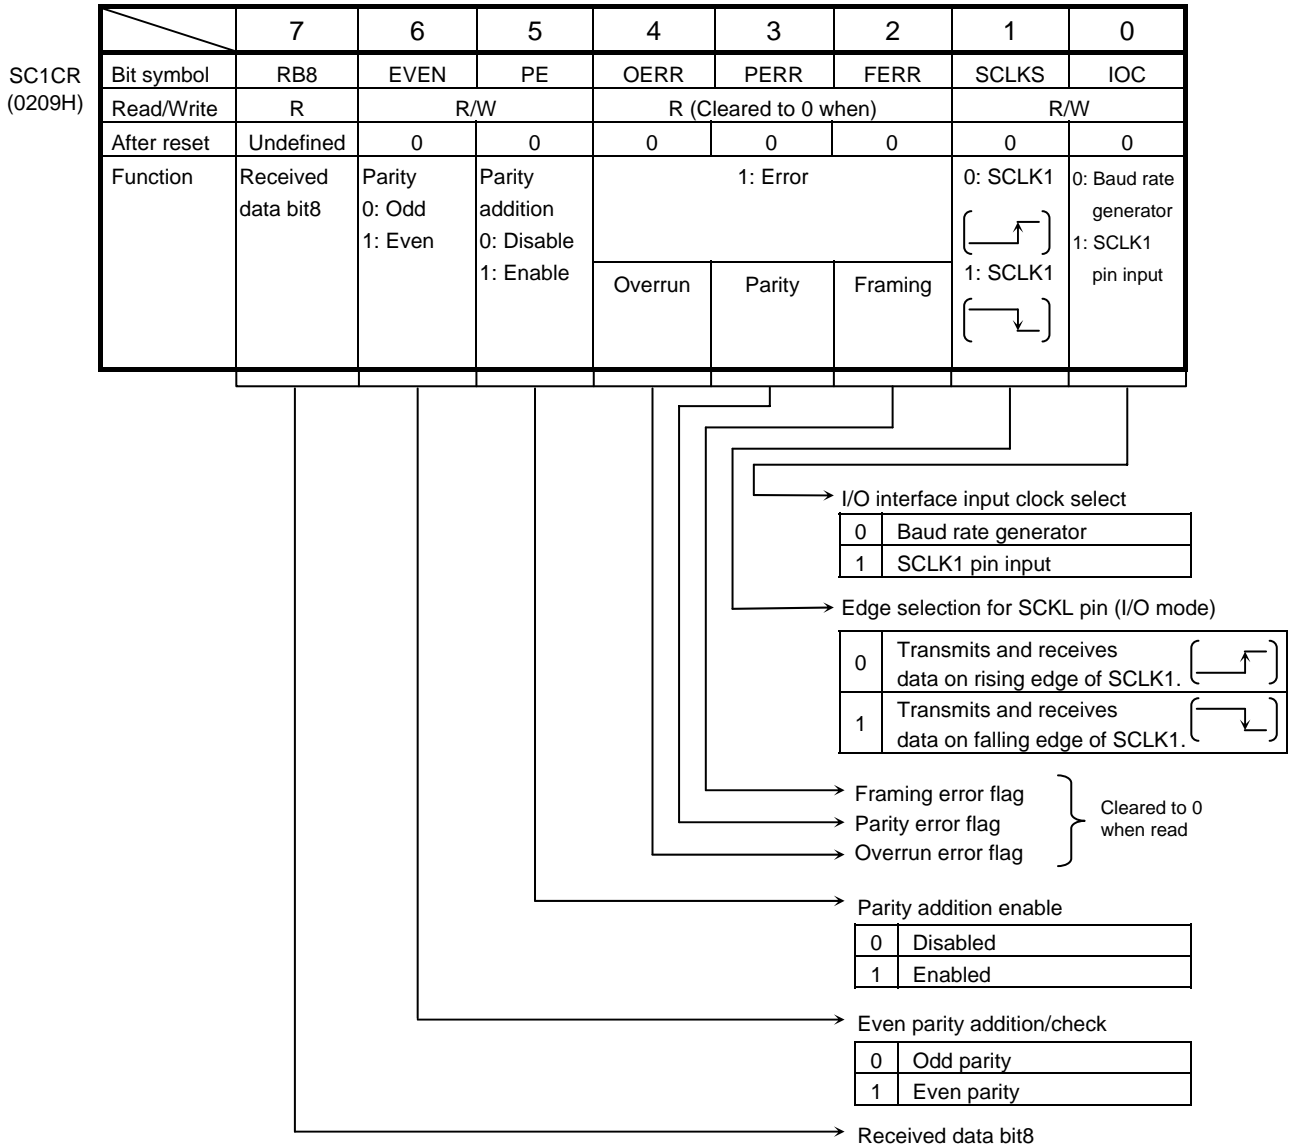 7 6 5 4 3 2 1 0
SC1CR
(0209H)
Bit symbol RB8 EVEN PE OERR PERR FERR SCLKS IOC
Read/Write R R/W R (Cleared to 0 when) R/W
After reset Undefined 0 0 0 0 0 0 0
Function
Received
data bit8
Parity
0: Odd
1: Even
Parity
addition
0: Disable
1: Enable
1: Error
Overrun Parity Framing
0: SCLK1
1: SCLK1
0: Baud rate
generator
1: SCLK1
pin input
I/O interface input clock select
0 Baud rate generator
1 SCLK1 pin input
Edge selection for SCKL pin (I/O mode)
0 Transmits and receives
data on rising edge of SCLK1.
1 Transmits and receives
data on falling edge of SCLK1.
Framing error flag
Parity error flag
Overrun error flag
Cleared to 0
when read
Parity addition enable
0 Disabled
1 Enabled
Even parity addition/check
0 Odd parity
1 Even parity
Received data bit8